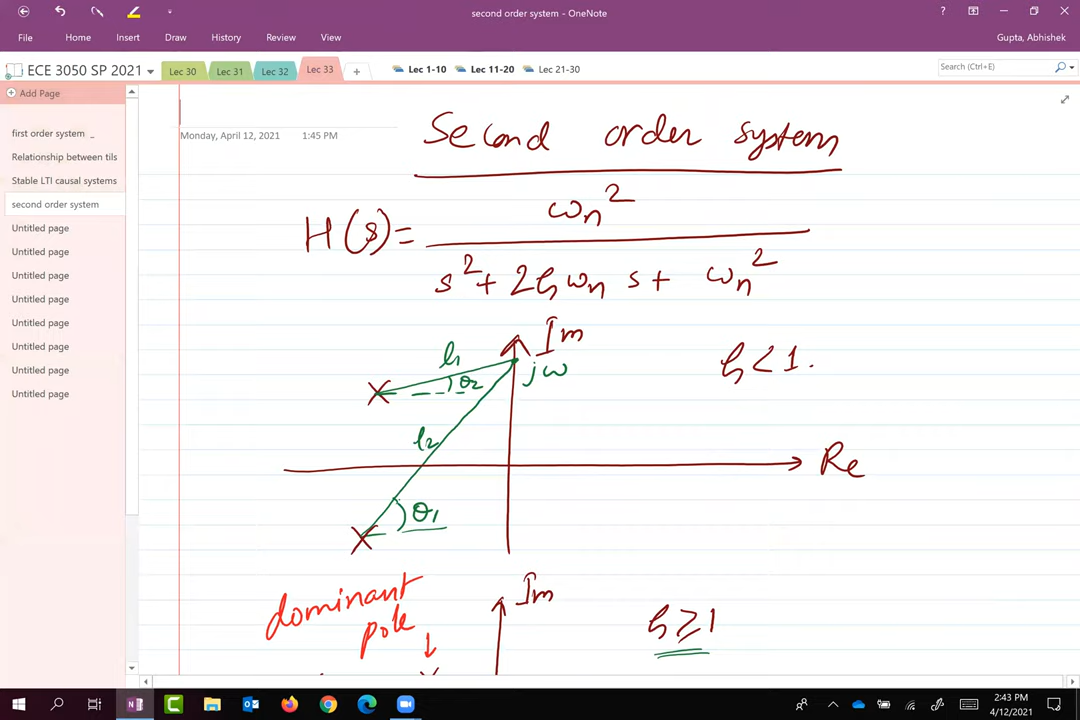 second order system - OneNote
Gupta, Abhishek
File Home Insert Draw History Review View
ECE 3050 SP 2021
Lec 30 Lec 31 Lec 32 Lec 33 + Lec 1-10 Lec 11-20 Lec 21-30
Search (Ctrl+E)
Add Page
first order system _
Relationship between tils
Stable LTI causal systems
second order system
Untitled page
Untitled page
Untitled page
Untitled page
Untitled page
Untitled page
Untitled page
Untitled page
Monday, April 12, 2021 1:45 PM
Second order system
H(s)= ωn²
s²+ 2ζωn s + ωn²
Im
l1 θ2 jω
ζ < 1.
l2
Re
θ1
dominant pole ↓
Im
ζ ≥ 1
2:43 PM
4/12/2021